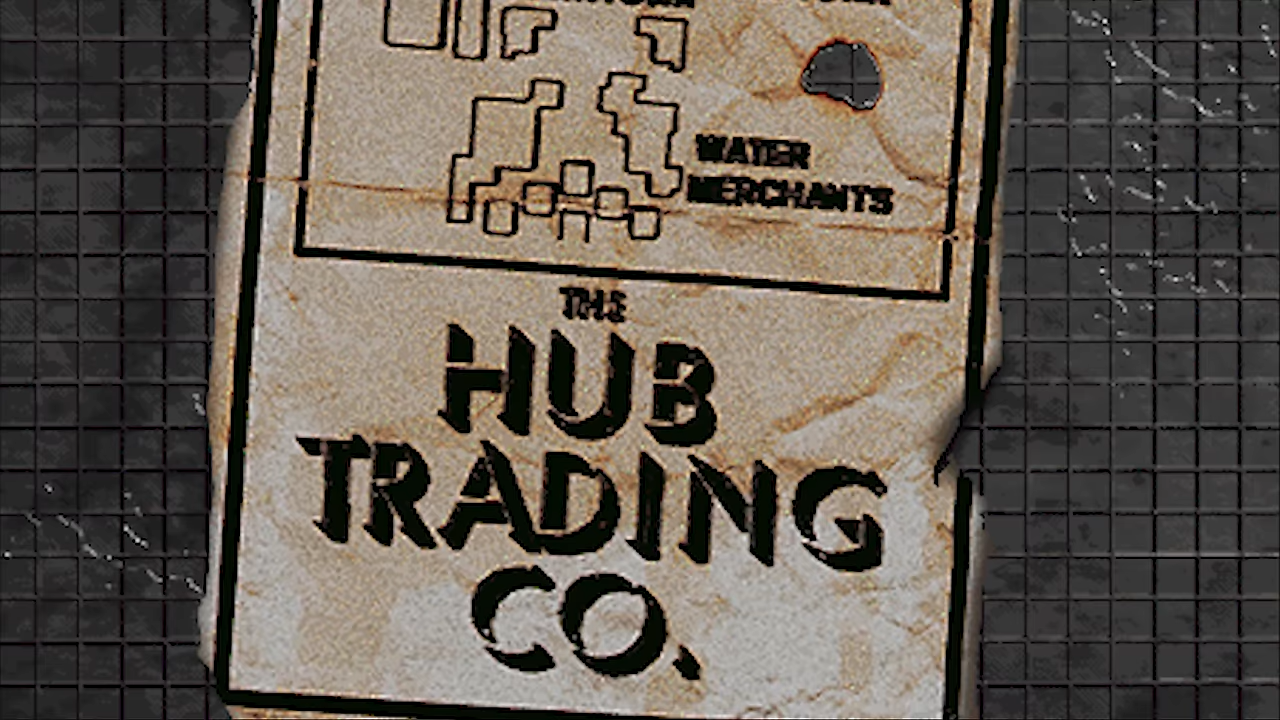 WATER
MERCHANTS
THE
HUB
TRADING
CO.